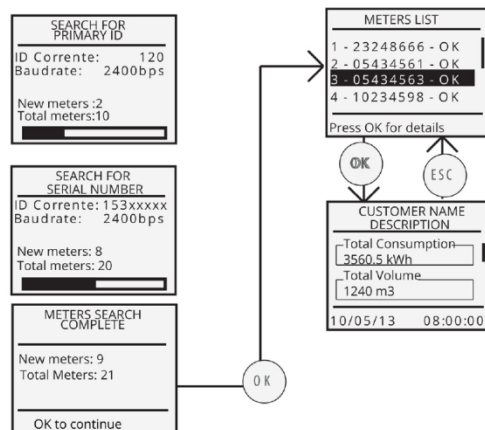 SEARCH FOR
PRIMARY ID
ID Corrente: 120
Baudrate: 2400bps
New meters :2
Total meters:10
SEARCH FOR
SERIAL NUMBER
ID Corrente: 153xxxxx
Baudrate: 2400bps
New meters: 8
Total meters: 20
METERS SEARCH
COMPLETE
New meters: 9
Total Meters: 21
OK to continue
OK
METERS LIST
1 - 23248666 - OK
2 - 05434561 - OK
3 - 05434563 - OK
4 - 10234598 - OK
Press OK for details
OK
ESC
CUSTOMER NAME
DESCRIPTION
Total Consumption
3560.5 kWh
Total Volume
1240 m3
10/05/13 08:00:00